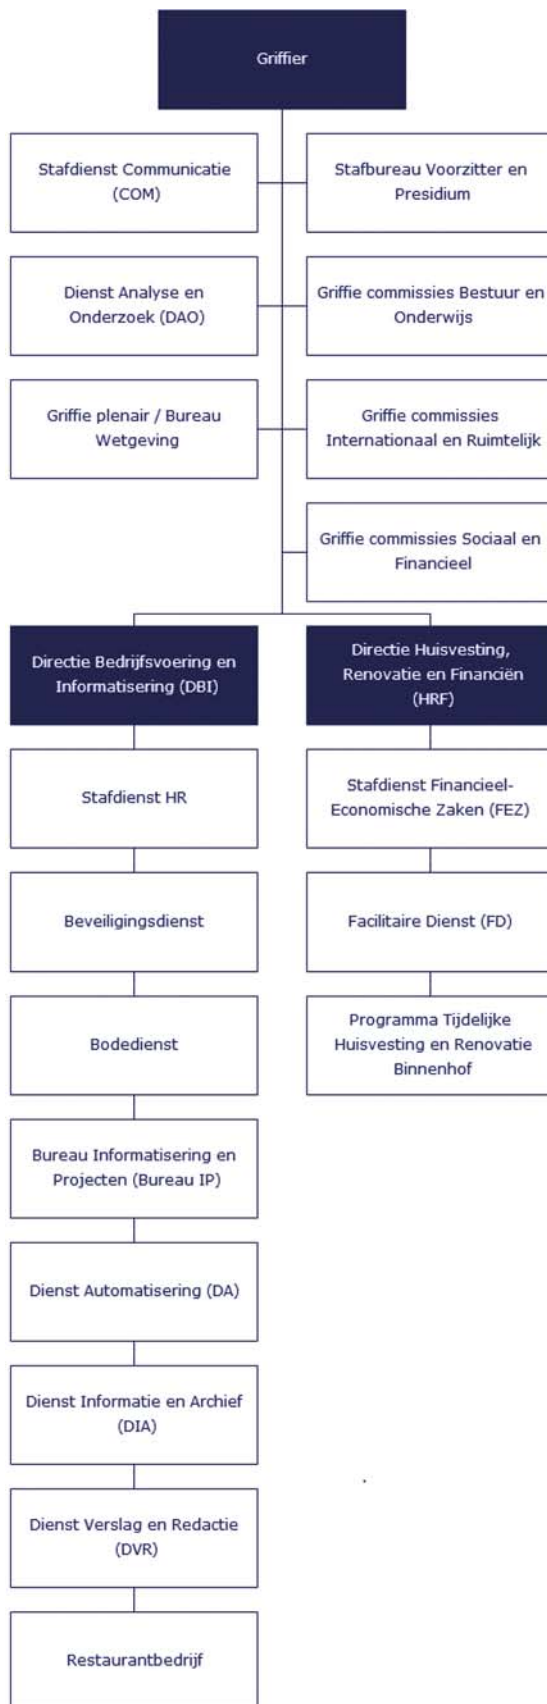 Griffier
Stafdienst Communicatie
(COM)
Stafbureau Voorzitter en
Presidium
Dienst Analyse en
Onderzoek (DAO)
Griffie commissies Bestuur en
Onderwijs
Griffie plenair / Bureau
Wetgeving
Griffie commissies
Internationaal en Ruimtelijk
Griffie commissies Sociaal en
Financieel
Directie Bedrijfsvoering en
Informatisering (DBI)
Directie Huisvesting,
Renovatie en Financiën
(HRF)
Stafdienst HR
Stafdienst Financieel-
Economische Zaken (FEZ)
Beveiligingsdienst
Facilitaire Dienst (FD)
Bodedienst
Programma Tijdelijke
Huisvesting en Renovatie
Binnenhof
Bureau Informatisering en
Projecten (Bureau IP)
Dienst Automatisering (DA)
Dienst Informatie en Archief
(DIA)
Dienst Verslag en Redactie
(DVR)
Restaurantbedrijf